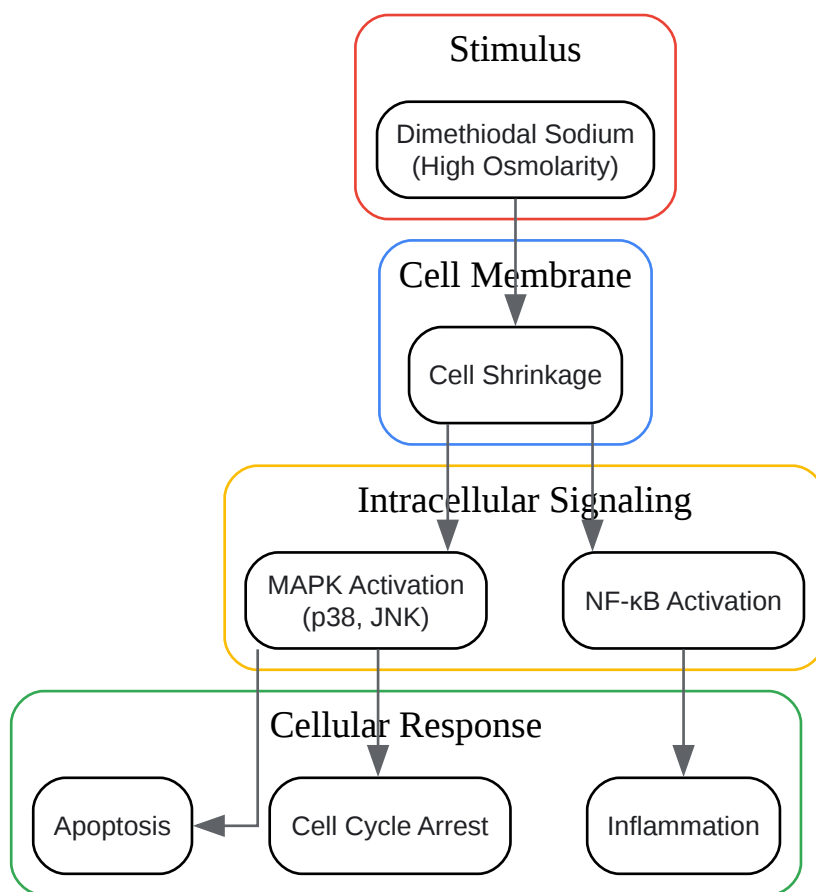 Stimulus
Dimethiodal Sodium
(High Osmolarity)
Cell Membrane
Cell Shrinkage
Intracellular Signaling
MAPK Activation
(p38, JNK)
NF-κB Activation
Cellular Response
Apoptosis
Cell Cycle Arrest
Inflammation